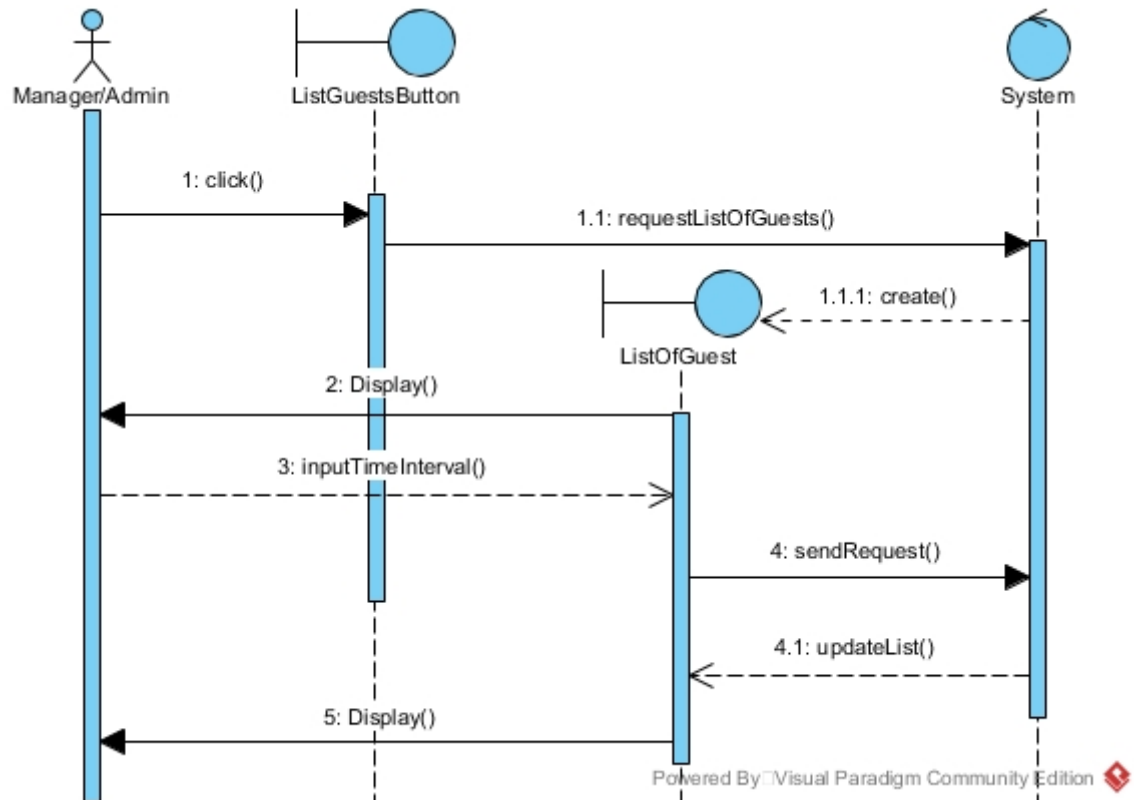 Manager/Admin
ListGuestsButton
System
1: click()
1.1: requestListOfGuests()
1.1.1: create()
ListOfGuest
2: Display()
3: inputTimeInterval()
4: sendRequest()
4.1: updateList()
5: Display()
Powered By Visual Paradigm Community Edition